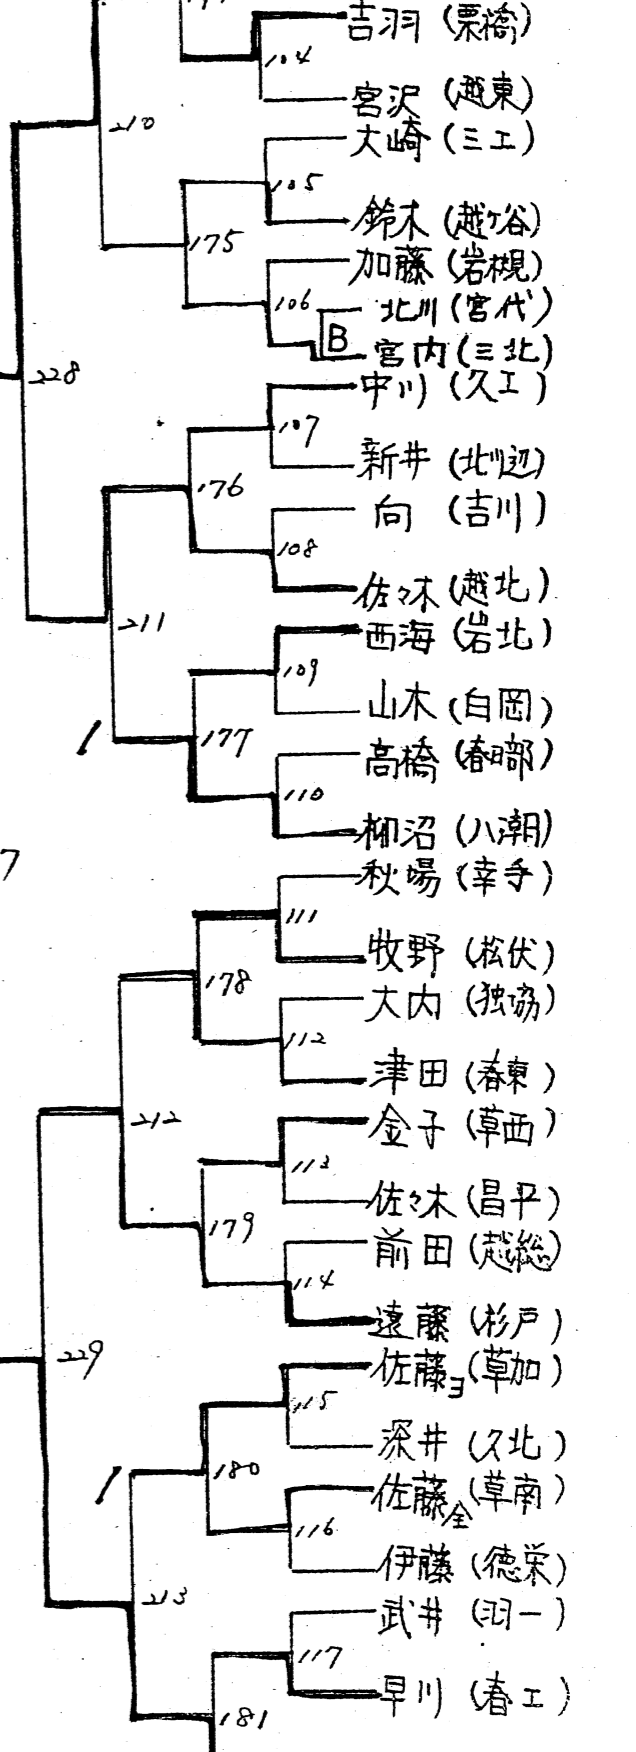 吉羽（栗橋）
104
宮沢（越東）
210
大崎（三工）
105
鈴木（越ヶ谷）
175
加藤（岩槻）
106
北川（宮代）
B
宮内（三北）
228
中川（久工）
107
新井（北川辺）
176
向（吉川）
108
佐々木（越北）
211
西海（岩北）
109
山木（白岡）
177
高橋（春日部）
110
柳沼（八潮）
7
秋場（幸手）
111
牧野（松伏）
178
大内（独協）
112
津田（春東）
212
金子（草西）
113
佐々木（昌平）
179
前田（越総）
114
遠藤（杉戸）
229
佐藤ヨ（草加）
115
深井（久北）
180
佐藤全（草南）
116
伊藤（徳栄）
213
武井（羽一）
117
早川（春工）
181